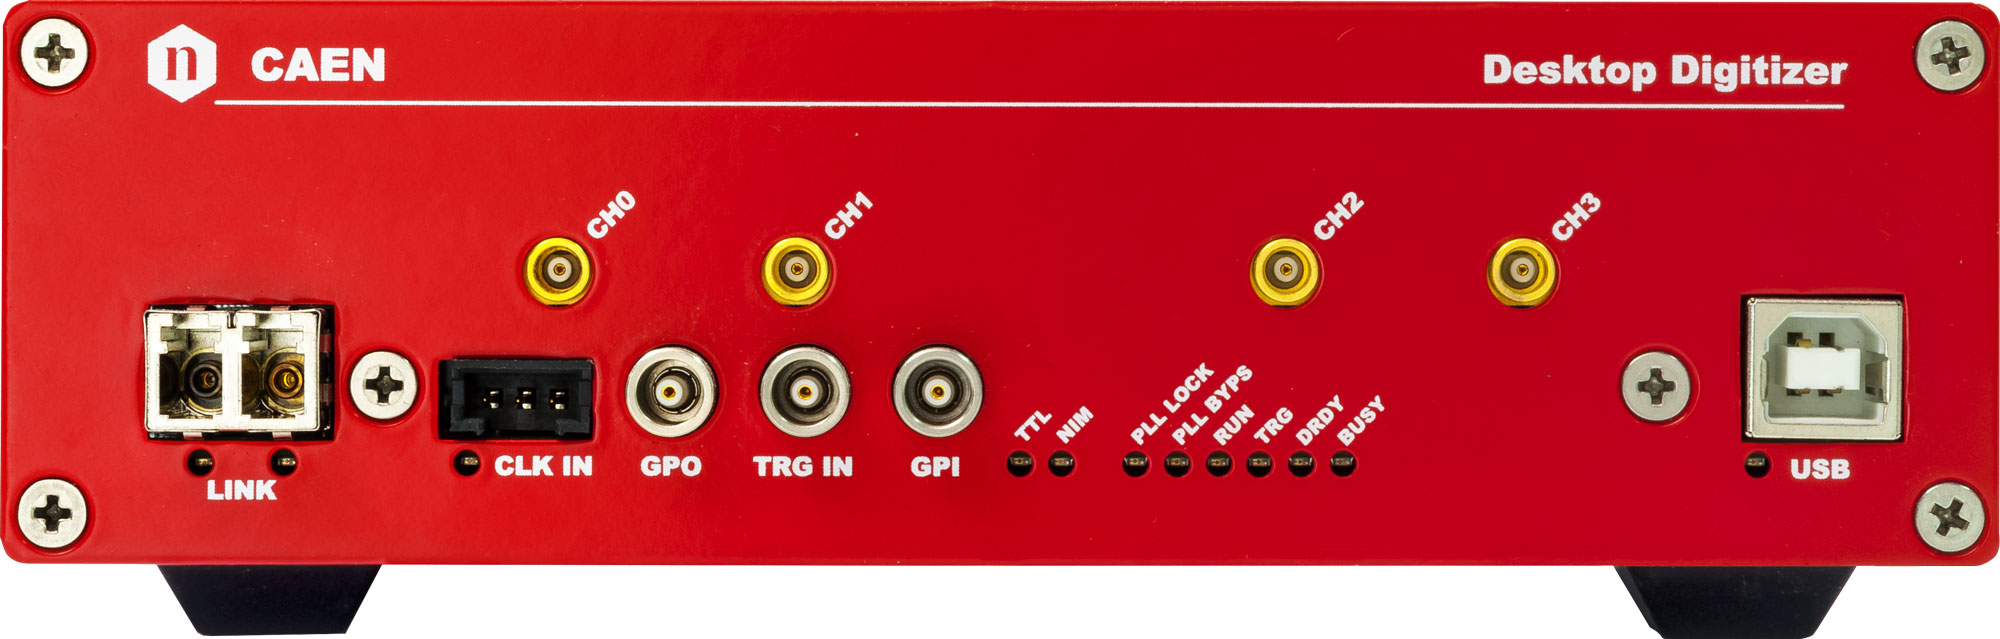 n CAEN
Desktop Digitizer
CH0
CH1
CH2
CH3
TTL
NIM
PLL LOCK
PLL BYPS
RUN
TRG
DRDY
BUSY
LINK
CLK IN
GPO
TRG IN
GPI
USB